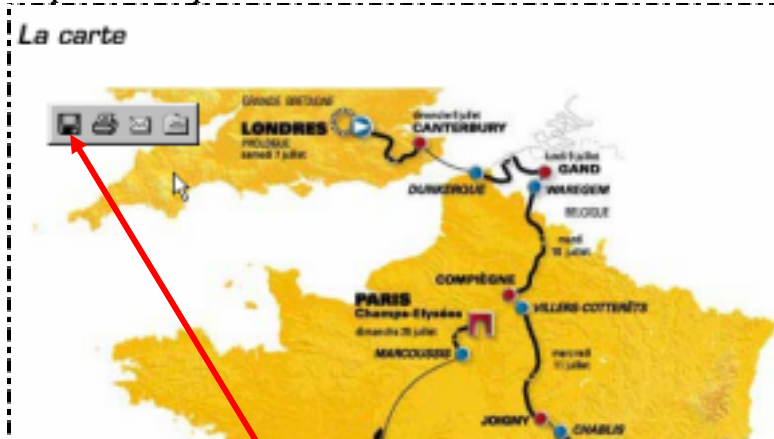 La carte
GRANDE BRETAGNE
LONDRES
PROLOGUE
samedi 7 juillet
dimanche 8 juillet
CANTERBURY
lundi 9 juillet
GAND
DUNKERQUE
WAREGEM
BELGIQUE
mardi
10 juillet
COMPIÈGNE
VILLERS-COTTERÊTS
PARIS
Champs-Elysées
dimanche 29 juillet
MARCOUSSIS
mercredi
11 juillet
JOIGNY
CHABLIS